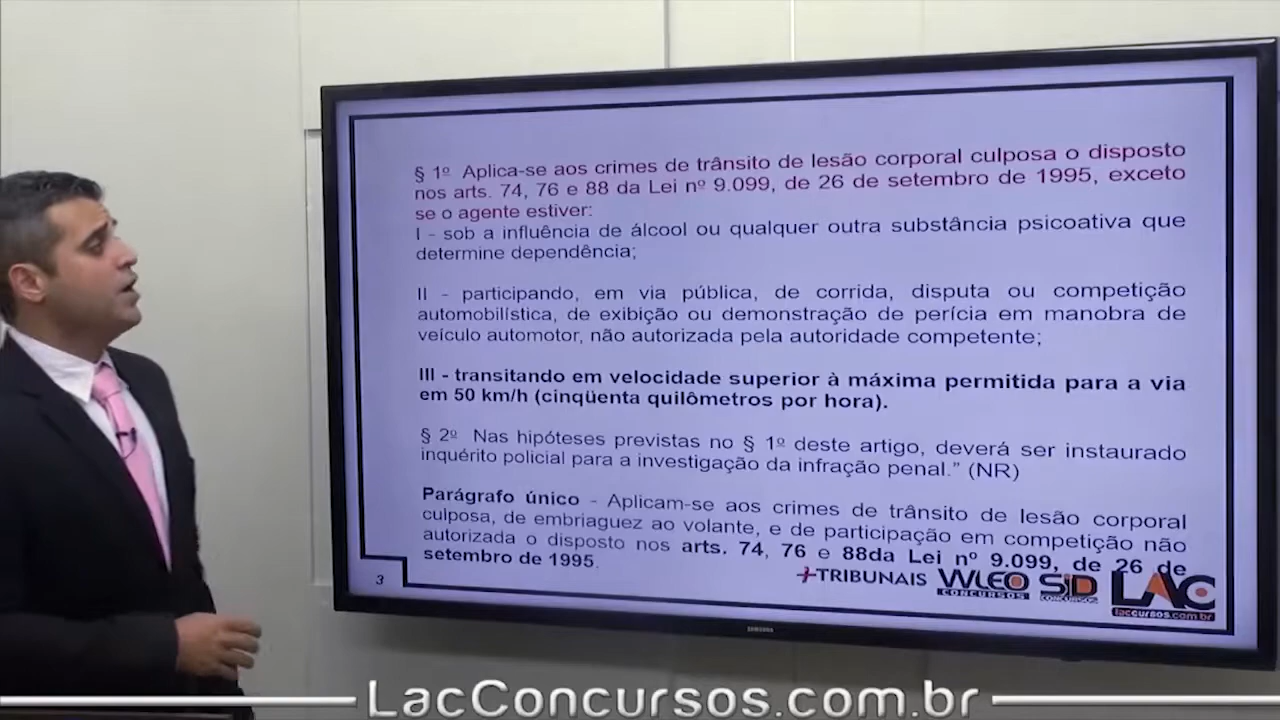 § 1º Aplica-se aos crimes de trânsito de lesão corporal culposa o disposto
nos arts. 74, 76 e 88 da Lei nº 9.099, de 26 de setembro de 1995, exceto
se o agente estiver:
I - sob a influência de álcool ou qualquer outra substância psicoativa que
determine dependência;
II - participando, em via pública, de corrida, disputa ou competição
automobilística, de exibição ou demonstração de perícia em manobra de
veículo automotor, não autorizada pela autoridade competente;
III - transitando em velocidade superior à máxima permitida para a via
em 50 km/h (cinqüenta quilômetros por hora).
§ 2º Nas hipóteses previstas no § 1º deste artigo, deverá ser instaurado
inquérito policial para a investigação da infração penal.” (NR)
Parágrafo único - Aplicam-se aos crimes de trânsito de lesão corporal
culposa, de embriaguez ao volante, e de participação em competição não
autorizada o disposto nos arts. 74, 76 e 88da Lei nº 9.099, de 26 de
setembro de 1995.
3
+TRIBUNAIS WLEO CONCURSOS SID CONCURSOS LAC
laccursos.com.br
SAMSUNG
LacConcursos.com.br